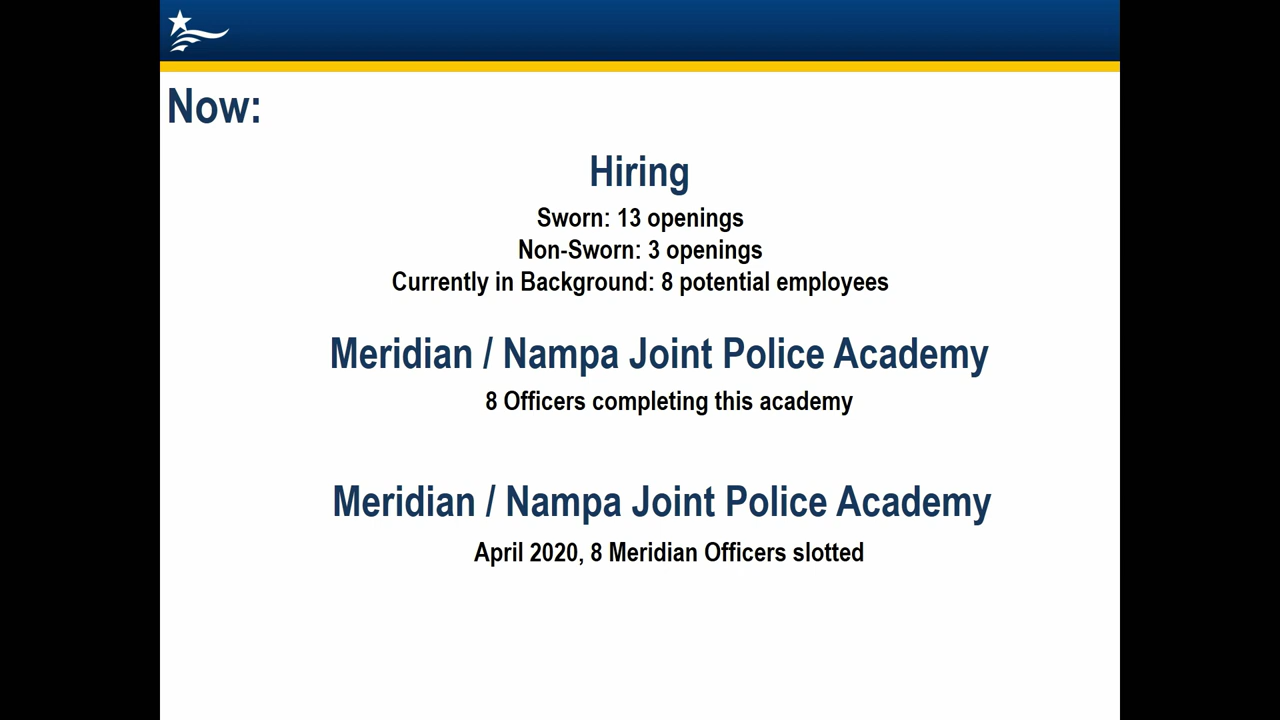 Now:
Hiring
Sworn: 13 openings
Non-Sworn: 3 openings
Currently in Background: 8 potential employees
Meridian / Nampa Joint Police Academy
8 Officers completing this academy
Meridian / Nampa Joint Police Academy
April 2020, 8 Meridian Officers slotted